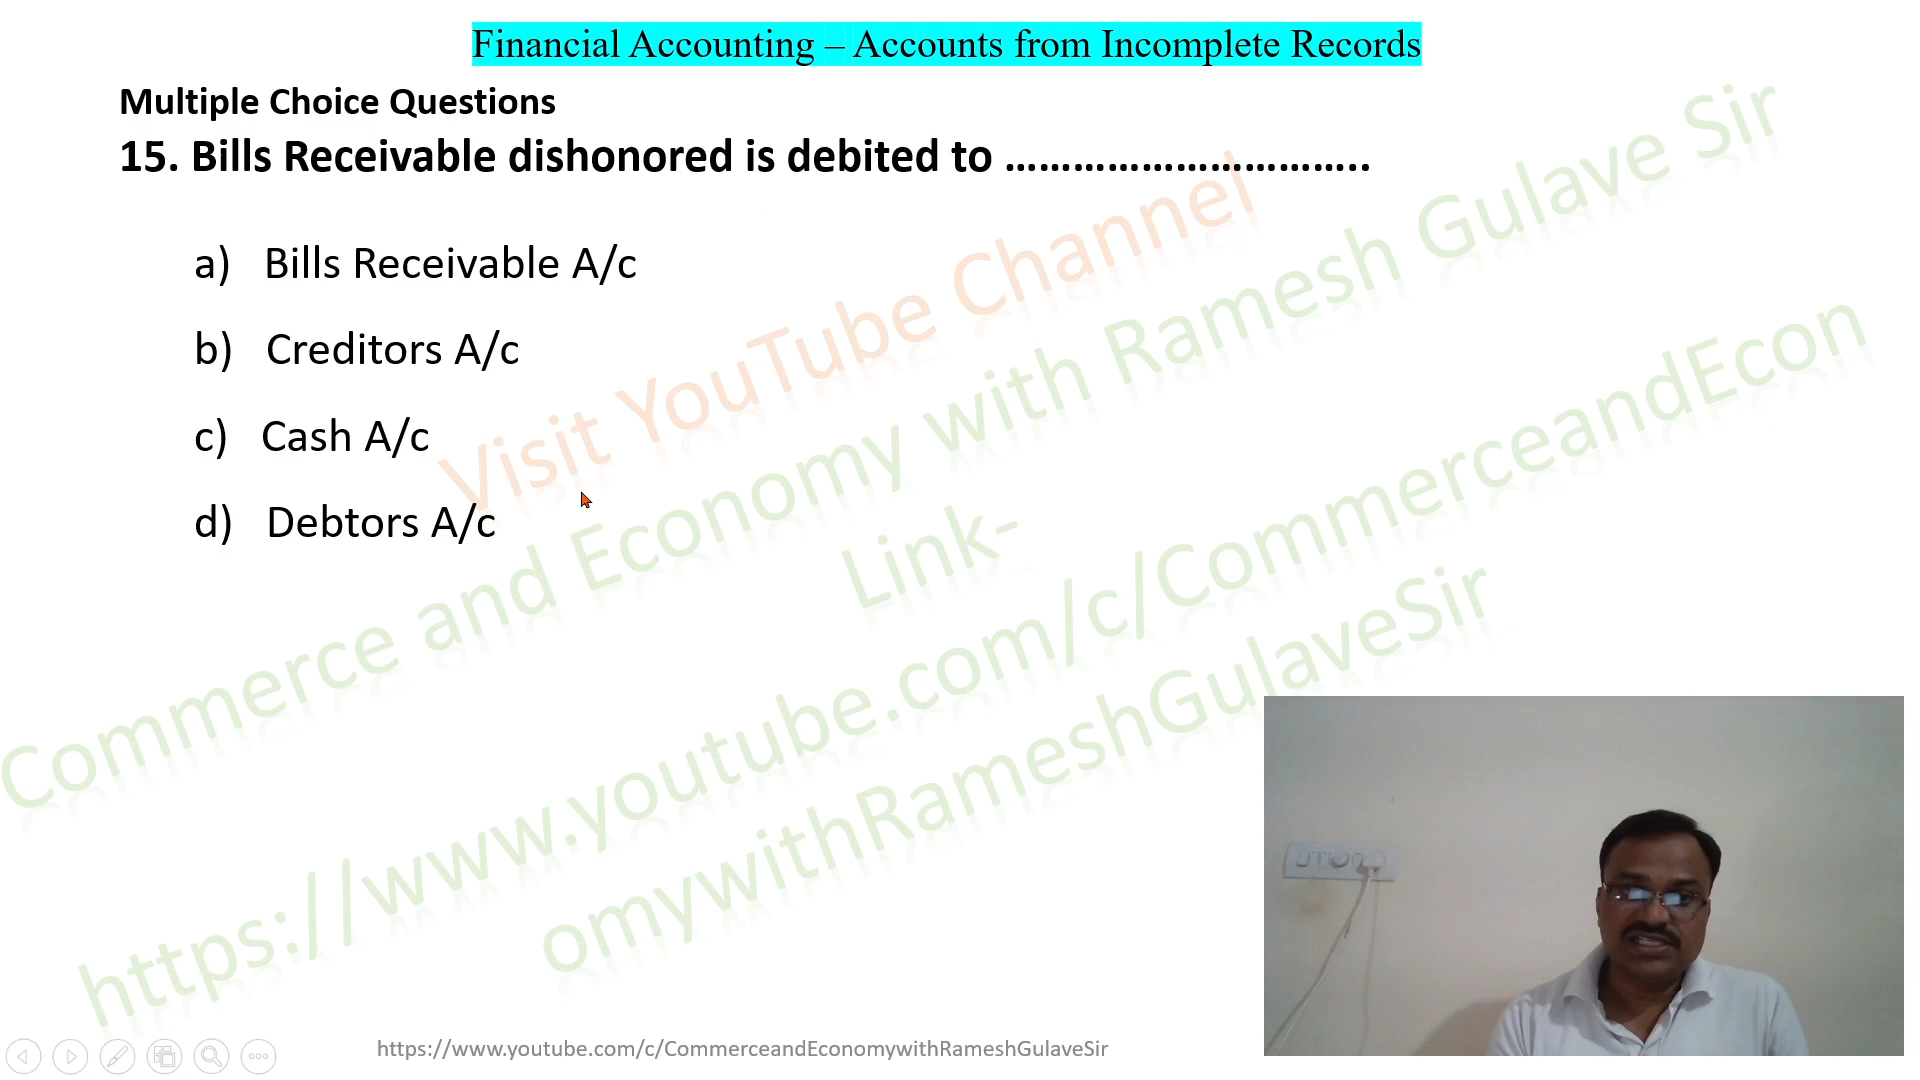 Financial Accounting – Accounts from Incomplete Records
Multiple Choice Questions
15. Bills Receivable dishonored is debited to …………………………..
a) Bills Receivable A/c
b) Creditors A/c
c) Cash A/c
d) Debtors A/c
Visit YouTube Channel
Commerce and Economy with Ramesh Gulave Sir
Link-
https://www.youtube.com/c/CommerceandEcon
omywithRameshGulaveSir
https://www.youtube.com/c/CommerceandEconomywithRameshGulaveSir